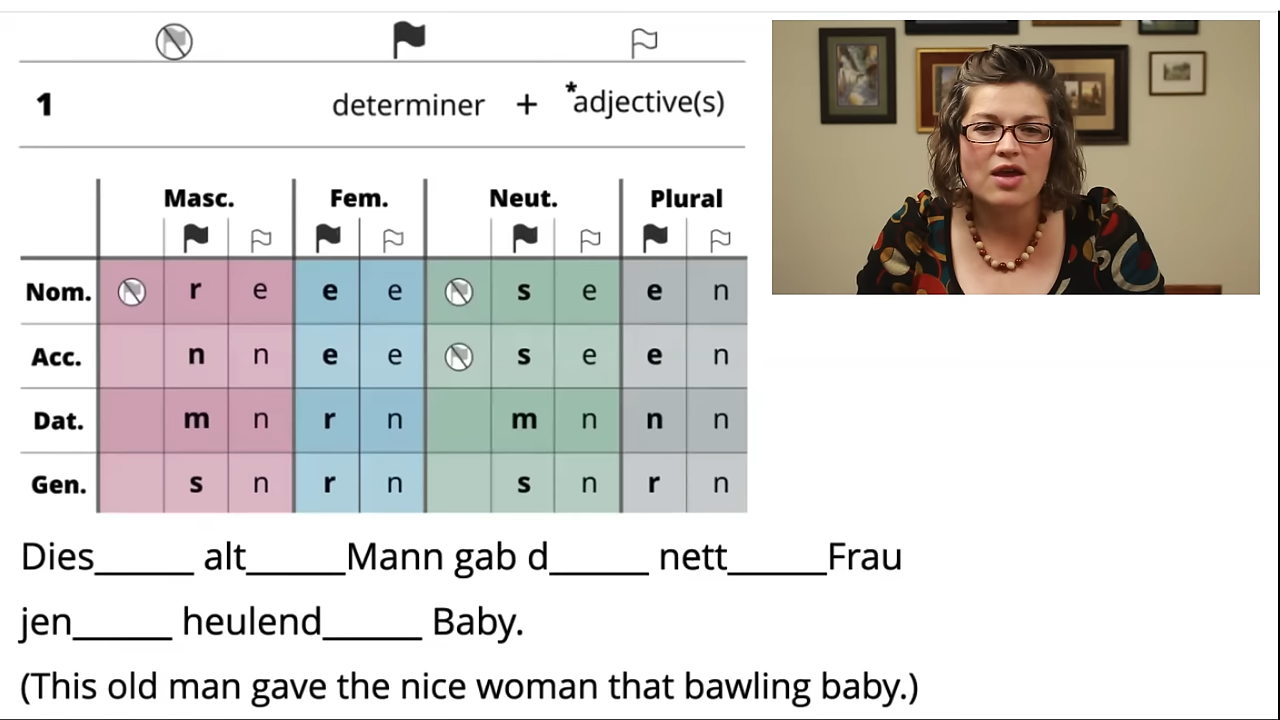 1 determiner + *adjective(s)
Masc. Fem. Neut. Plural
Nom. r e e e s e e n
Acc. n n e e s e e n
Dat. m n r n m n n n
Gen. s n r n s n r n
Dies______ alt______Mann gab d______ nett______Frau
jen______ heulend______ Baby.
(This old man gave the nice woman that bawling baby.)